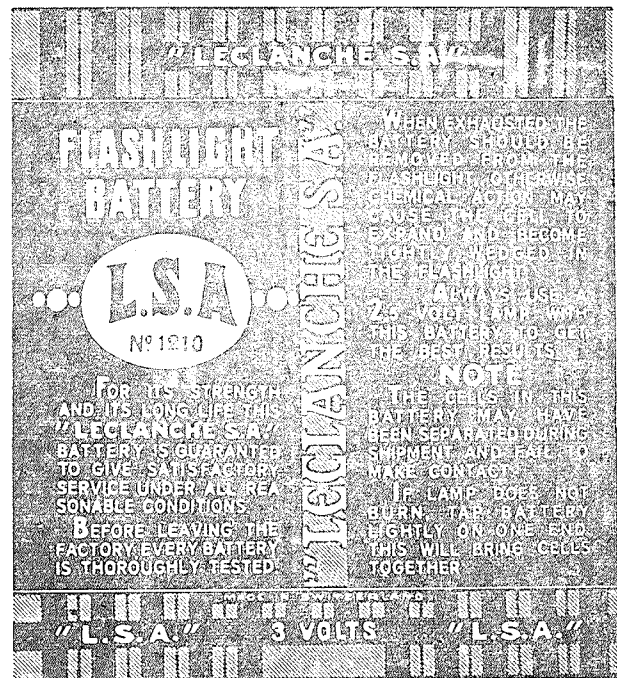 "LECLANCHE S.A"
FLASHLIGHT
BATTERY
L.S.A
Nº 1210
FOR ITS STRENGTH
AND ITS LONG LIFE THIS
"LECLANCHE S.A"
BATTERY IS GUARANTED
TO GIVE SATISFACTORY
SERVICE UNDER ALL REA
SONABLE CONDITIONS
BEFORE LEAVING THE
FACTORY EVERY BATTERY
IS THOROUGHLY TESTED.
"LECLANCHE S.A."
WHEN EXHAUSTED THE
BATTERY SHOULD BE
REMOVED FROM THE
FLASHLIGHT, OTHERWISE
CHEMICAL ACTION MAY
CAUSE THE CELL TO
EXPAND AND BECOME
TIGHTLY WEDGED IN
THE FLASHLIGHT.
ALWAYS USE A
2.5 VOLT LAMP WITH
THIS BATTERY TO GET
THE BEST RESULTS.
NOTE
THE CELLS IN THIS
BATTERY MAY HAVE
BEEN SEPARATED DURING
SHIPMENT AND FAIL TO
MAKE CONTACT.
IF LAMP DOES NOT
BURN TAP BATTERY
LIGHTLY ON ONE END
THIS WILL BRING CELLS
TOGETHER
MADE IN SWITZERLAND
"L.S.A." 3 VOLTS "L.S.A."